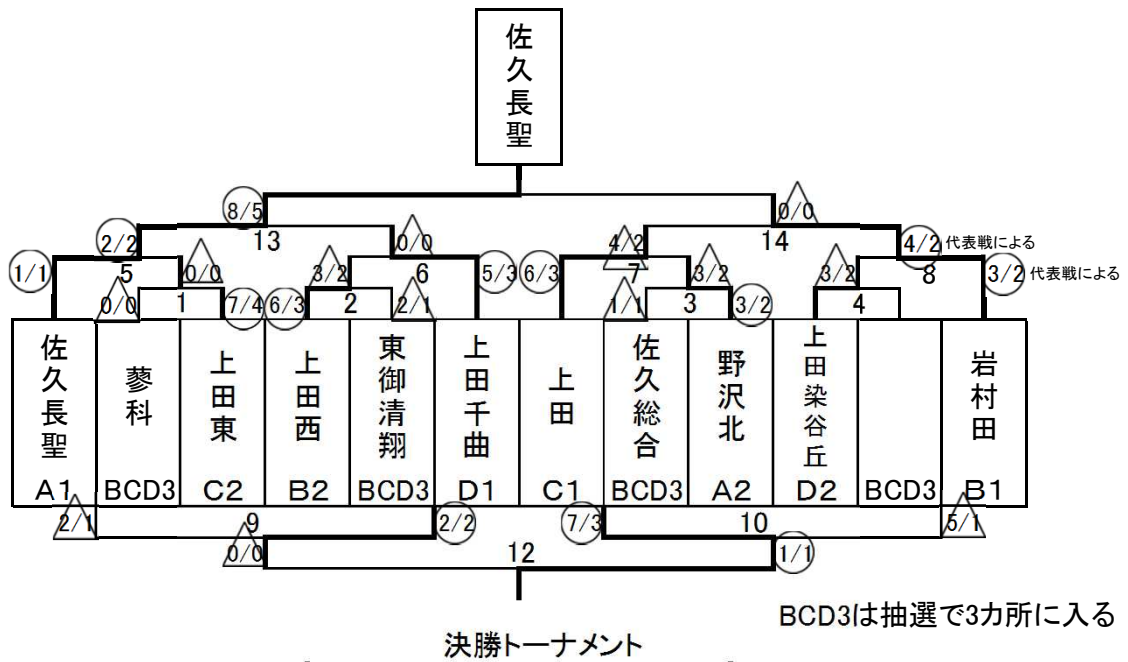 佐久長聖
8/5
0/0
2/2
13
0/0
4/2
14
4/2
代表戦による
1/1
5
0/0
3/2
6
5/3
6/3
7
3/2
3/2
8
3/2
代表戦による
0/0
1
7/4
6/3
2
2/1
1/1
3
3/2
4
佐久長聖
蓼科
上田東
上田西
東御清翔
上田千曲
上田
佐久総合
野沢北
上田染谷丘
岩村田
A1
BCD3
C2
B2
BCD3
D1
C1
BCD3
A2
D2
BCD3
B1
2/1
9
2/2
7/3
10
5/1
0/0
12
1/1
BCD3は抽選で3カ所に入る
決勝トーナメント